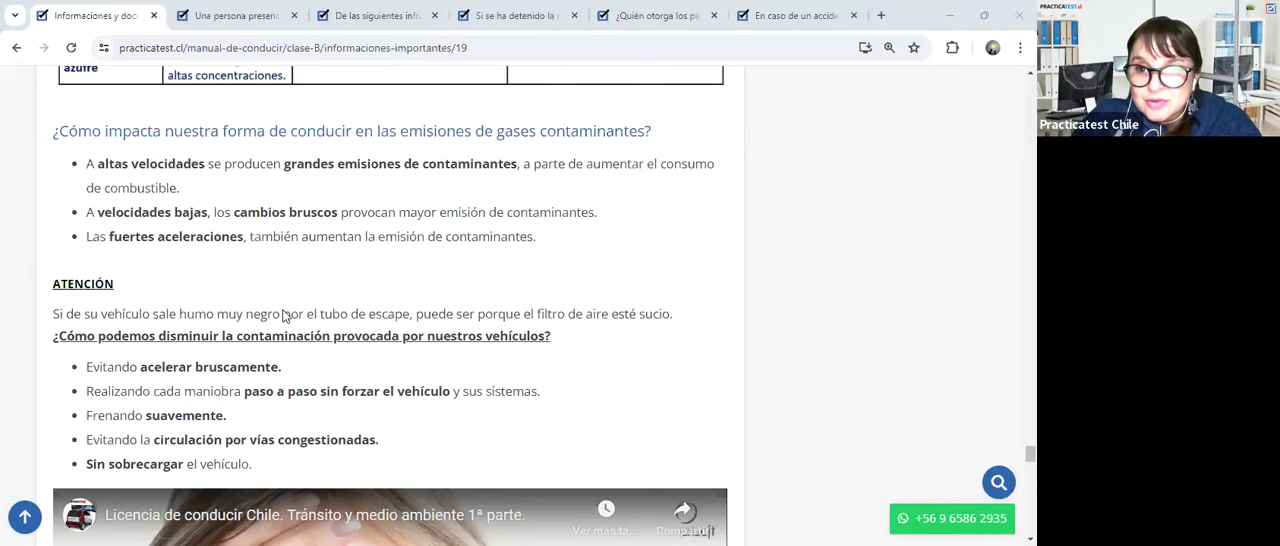 Informaciones y doc
Una persona presenc
De las siguientes infra
Si se ha detenido la c
¿Quién otorga los pe
En caso de un accide
practicatest.cl/manual-de-conducir/clase-B/informaciones-importantes/19
PRACTICATEST.cl
Practicatest Chile
azufre
altas concentraciones.
¿Cómo impacta nuestra forma de conducir en las emisiones de gases contaminantes?
A altas velocidades se producen grandes emisiones de contaminantes, a parte de aumentar el consumo
de combustible.
A velocidades bajas, los cambios bruscos provocan mayor emisión de contaminantes.
Las fuertes aceleraciones, también aumentan la emisión de contaminantes.
ATENCIÓN
Si de su vehículo sale humo muy negro por el tubo de escape, puede ser porque el filtro de aire esté sucio.
¿Cómo podemos disminuir la contaminación provocada por nuestros vehículos?
Evitando acelerar bruscamente.
Realizando cada maniobra paso a paso sin forzar el vehículo y sus sistemas.
Frenando suavemente.
Evitando la circulación por vías congestionadas.
Sin sobrecargar el vehículo.
Licencia de conducir Chile. Tránsito y medio ambiente 1ª parte.
Ver más ta...
Compartir
+56 9 6586 2935